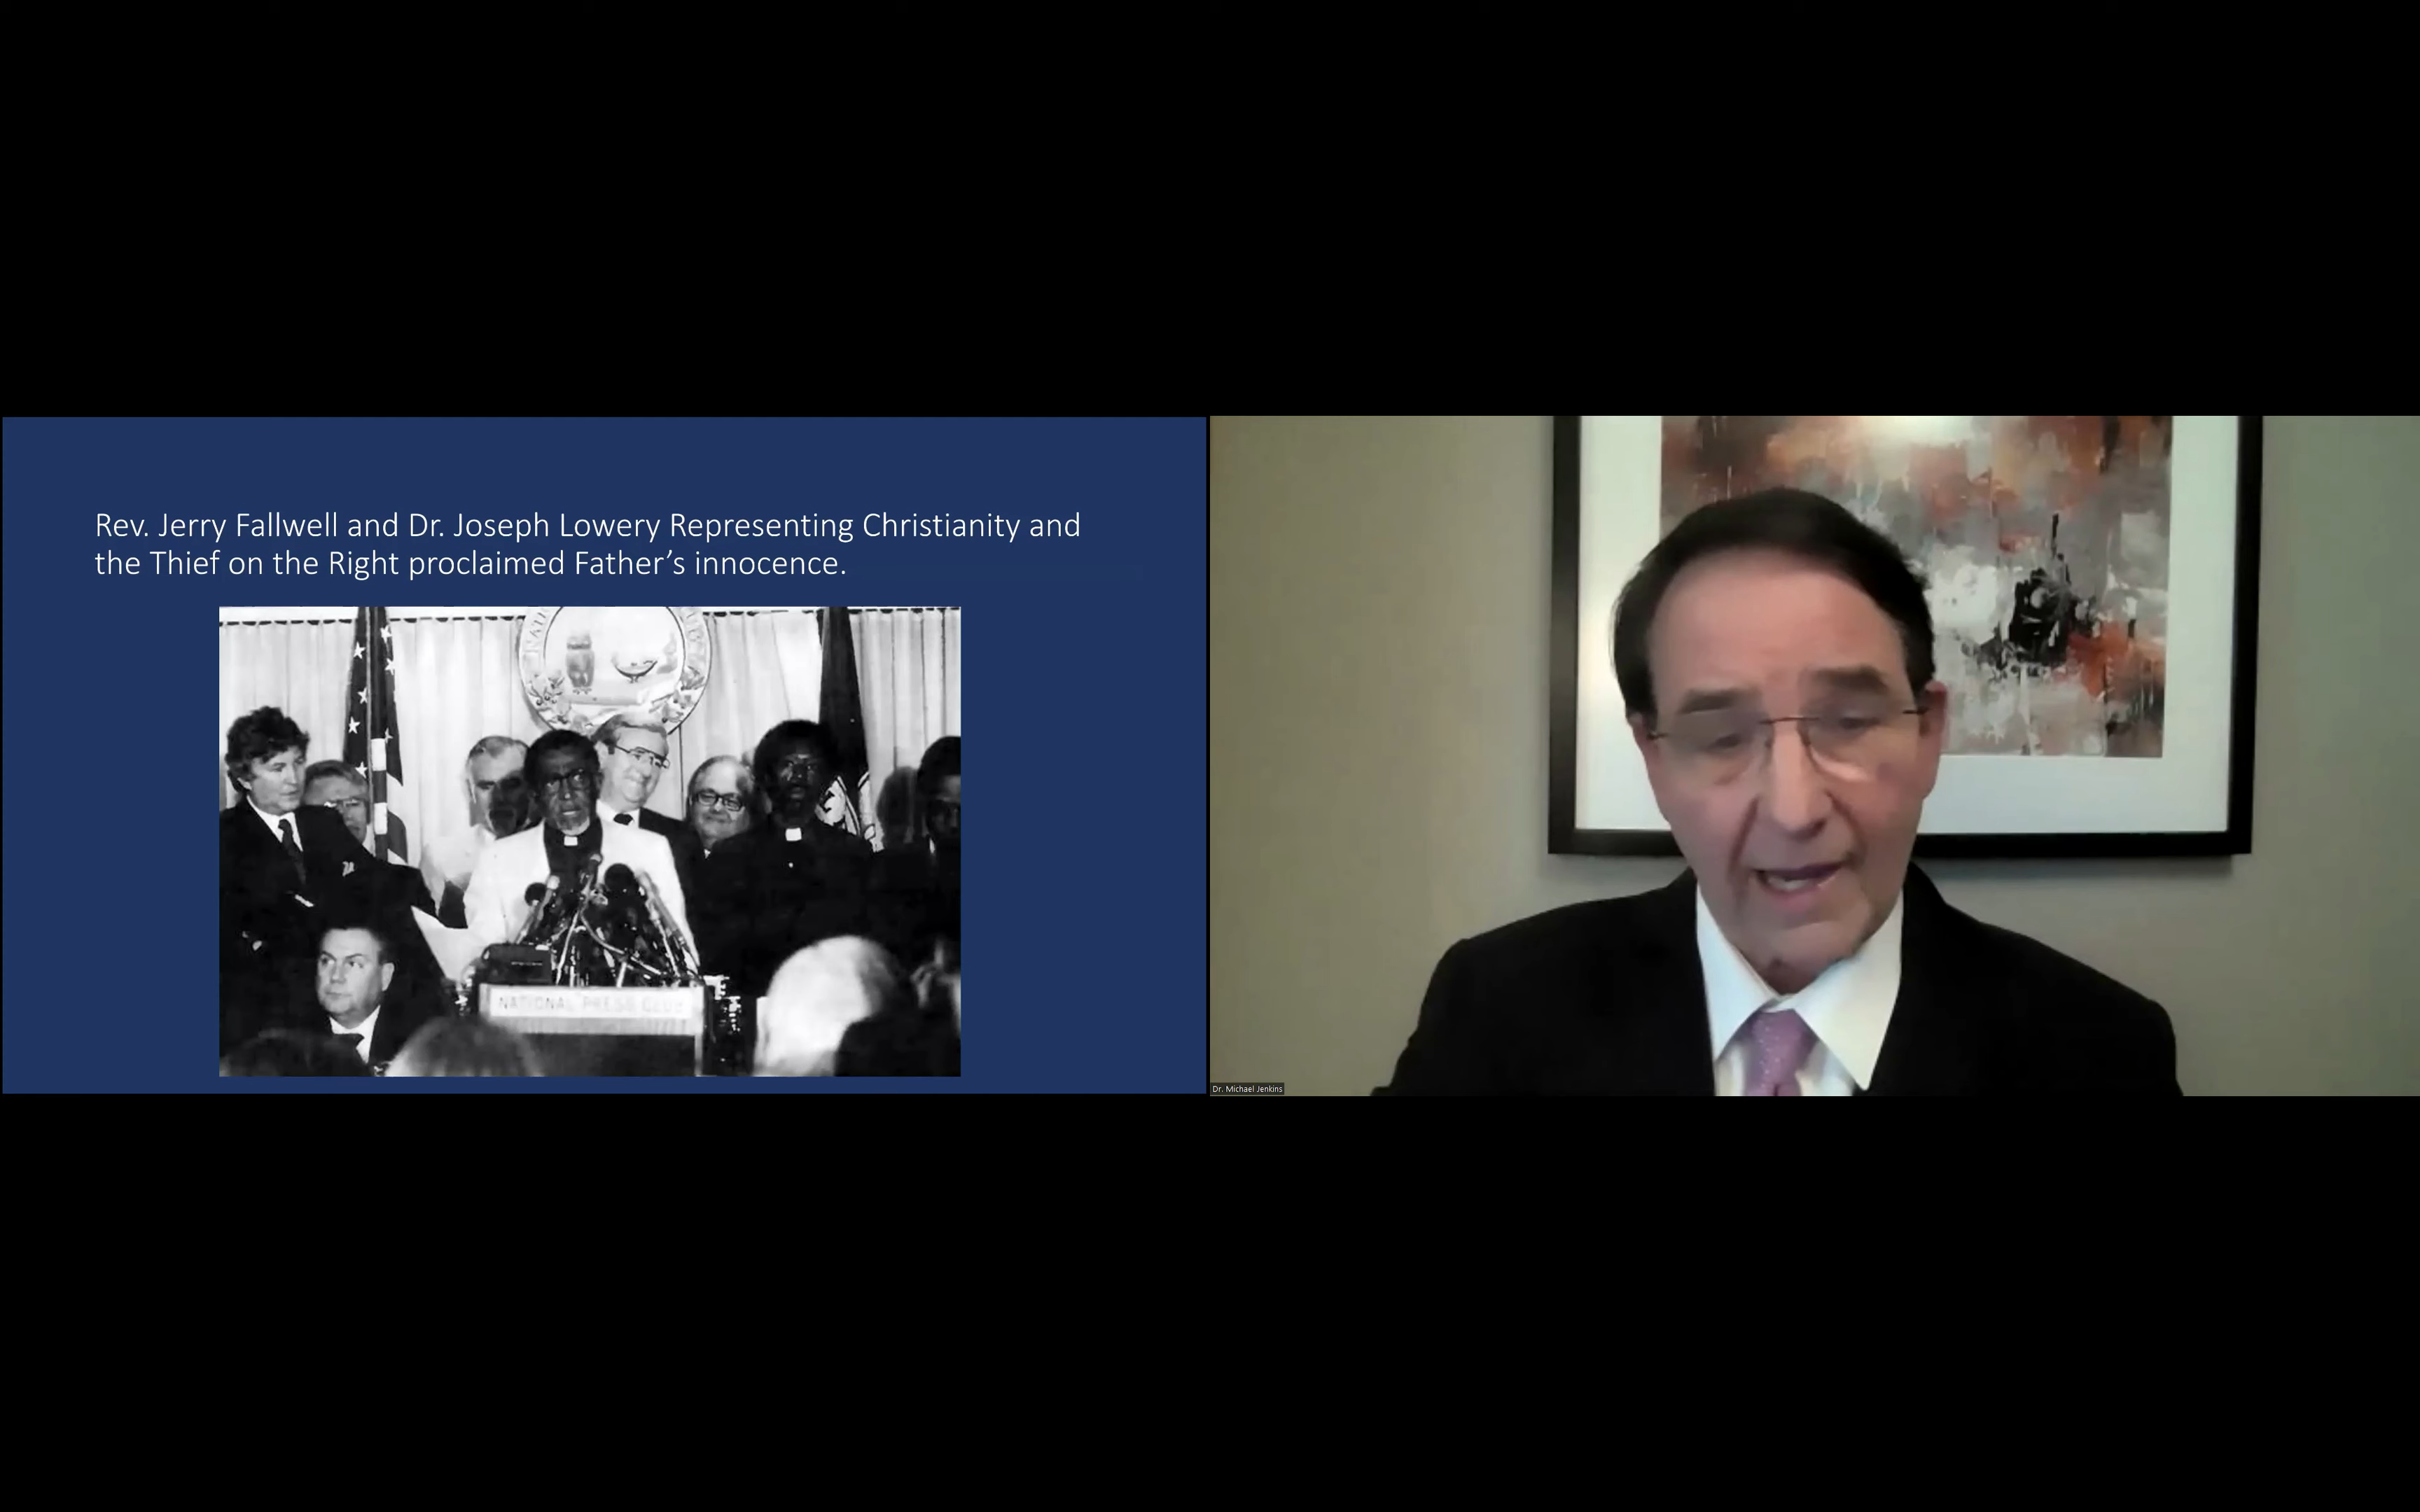 Rev. Jerry Fallwell and Dr. Joseph Lowery Representing Christianity and
the Thief on the Right proclaimed Father’s innocence.
NATIONAL PRESS CLUB
Dr. Michael Jenkins